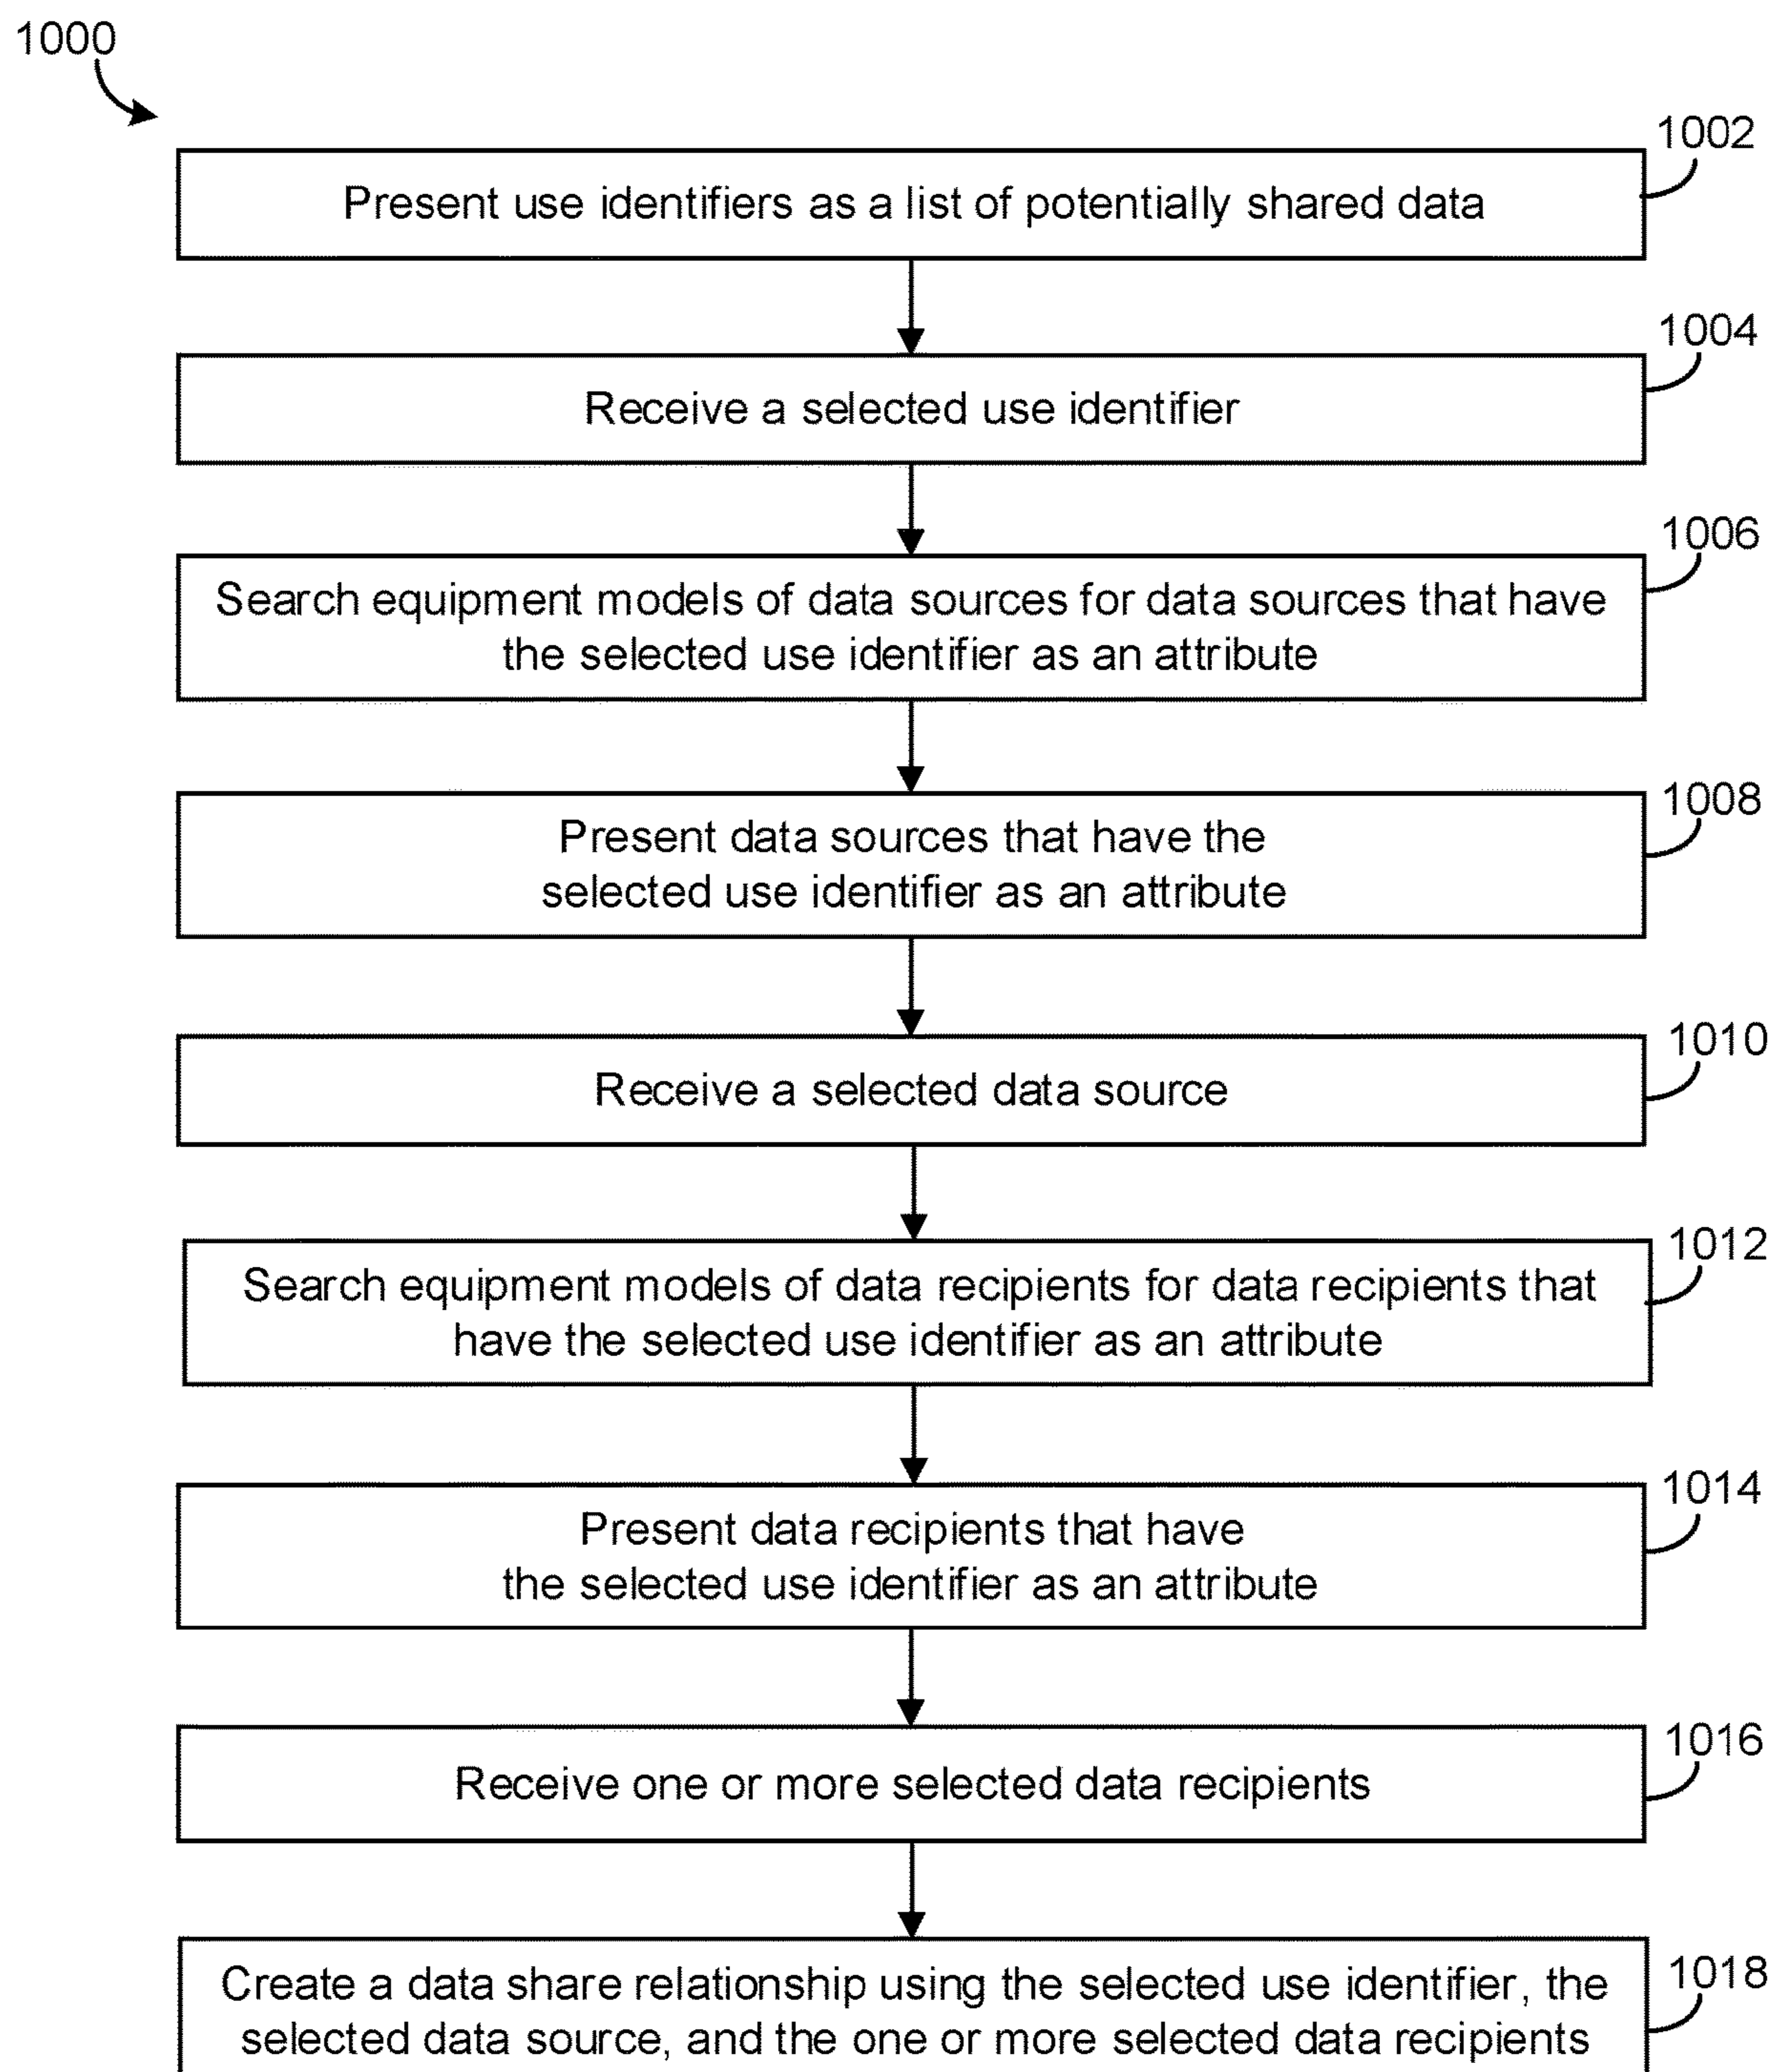 1000
1002
Present use identifiers as a list of potentially shared data
1004
Receive a selected use identifier
1006
Search equipment models of data sources for data sources that have
the selected use identifier as an attribute
1008
Present data sources that have the
selected use identifier as an attribute
1010
Receive a selected data source
1012
Search equipment models of data recipients for data recipients that
have the selected use identifier as an attribute
1014
Present data recipients that have
the selected use identifier as an attribute
1016
Receive one or more selected data recipients
1018
Create a data share relationship using the selected use identifier, the
selected data source, and the one or more selected data recipients